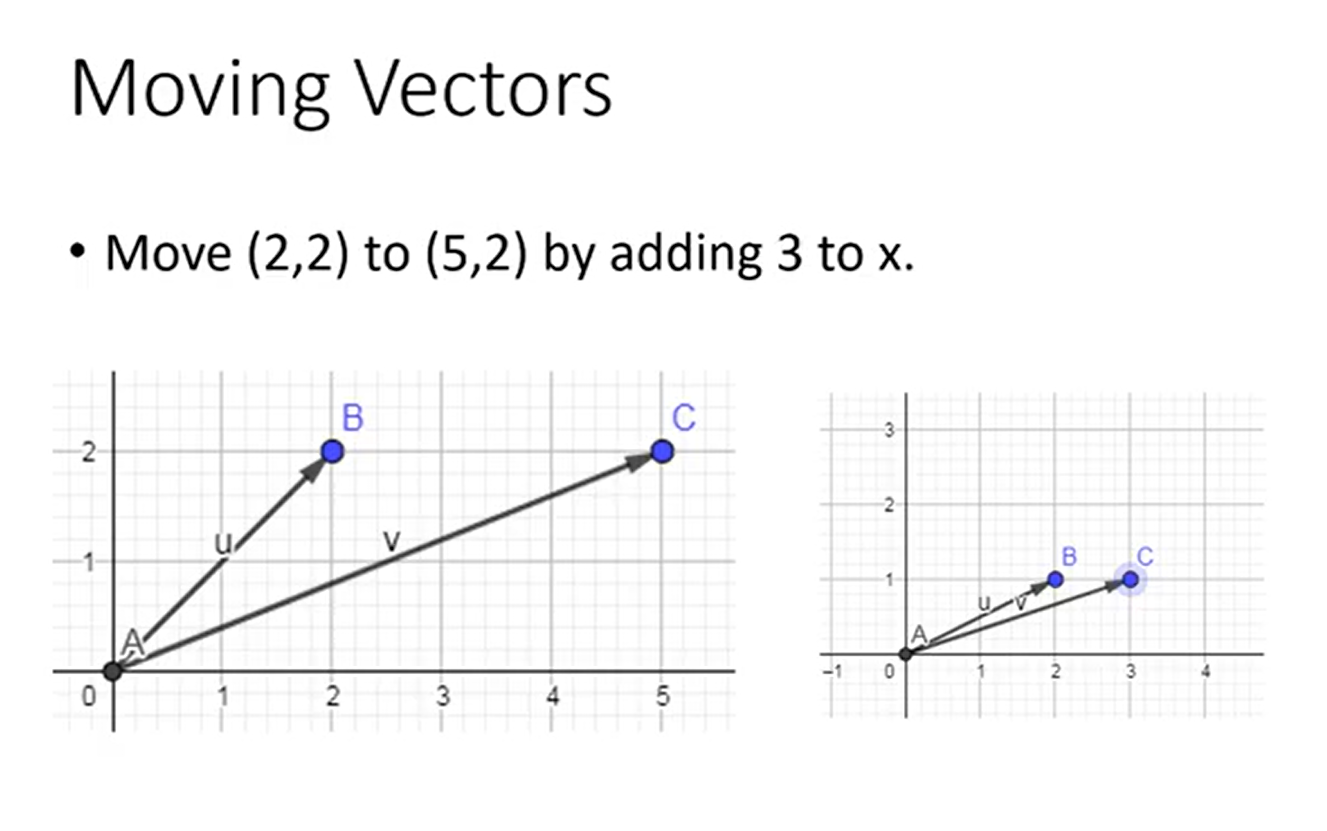 Moving Vectors
• Move (2,2) to (5,2) by adding 3 to x.
B
C
2
u
v
1
A
0 1 2 3 4 5
3
2
B
C
1
u
v
A
−1 0 1 2 3 4